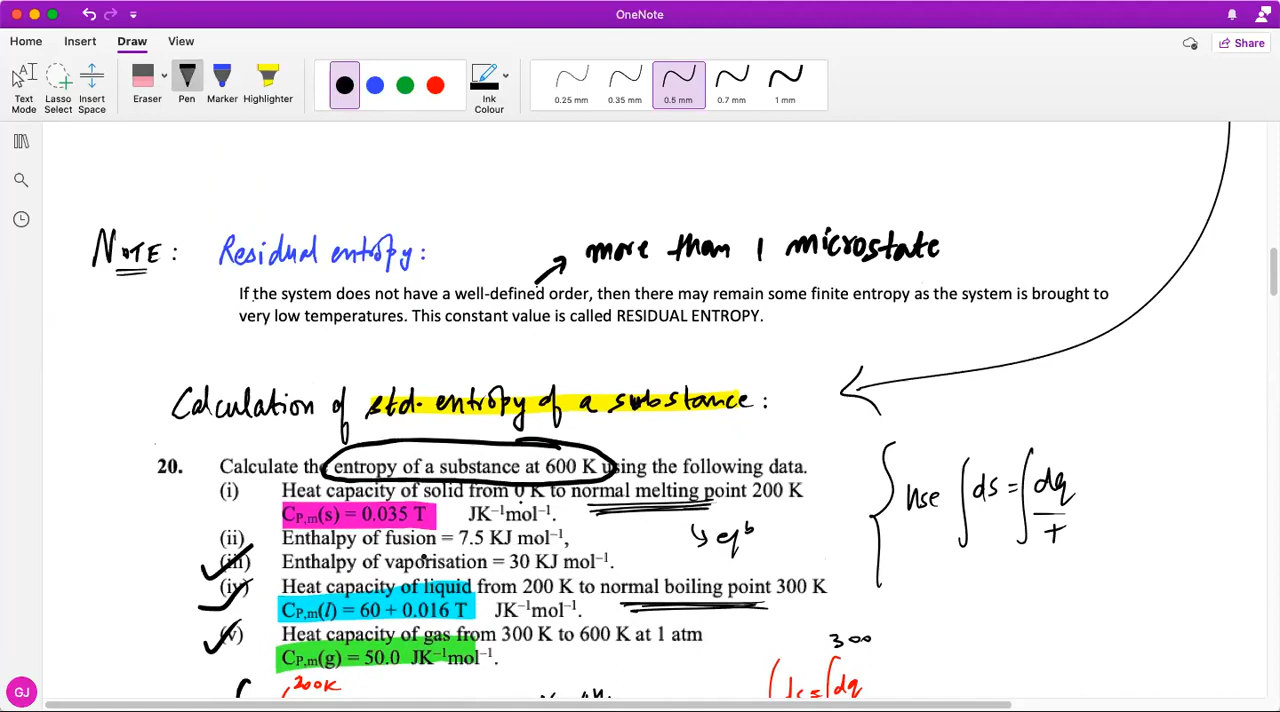 OneNote
Home Insert Draw View
Share
Text Mode
Lasso Select
Insert Space
Eraser
Pen
Marker
Highlighter
Ink Colour
0.25 mm
0.35 mm
0.5 mm
0.7 mm
1 mm
NOTE : Residual entropy :
more than 1 microstate
If the system does not have a well-defined order, then there may remain some finite entropy as the system is brought to
very low temperatures. This constant value is called RESIDUAL ENTROPY.
Calculation of std. entropy of a substance :
20. Calculate the entropy of a substance at 600 K using the following data.
(i) Heat capacity of solid from 0 K to normal melting point 200 K
C_P,m(s) = 0.035 T JK⁻¹mol⁻¹.
(ii) Enthalpy of fusion = 7.5 KJ mol⁻¹,
(iii) Enthalpy of vaporisation = 30 KJ mol⁻¹.
(iv) Heat capacity of liquid from 200 K to normal boiling point 300 K
C_P,m(l) = 60 + 0.016 T JK⁻¹mol⁻¹.
(v) Heat capacity of gas from 300 K to 600 K at 1 atm
C_P,m(g) = 50.0 JK⁻¹mol⁻¹.
↳ eqᵇ
use ∫ds = ∫dq/T
300
200K
∫ds = ∫dq
GJ